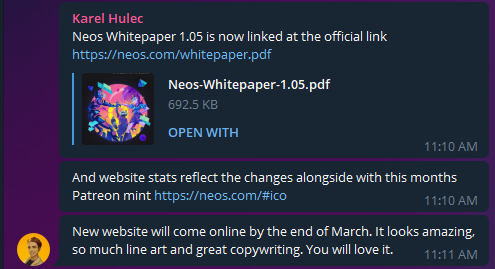 Karel Hulec
Neos Whitepaper 1.05 is now linked at the official link
https://neos.com/whitepaper.pdf
Neos-Whitepaper-1.05.pdf
692.5 KB
OPEN WITH
11:10 AM
And website stats reflect the changes alongside with this months
Patreon mint https://neos.com/#ico
11:10 AM
New website will come online by the end of March. It looks amazing,
so much line art and great copywriting. You will love it.
11:11 AM